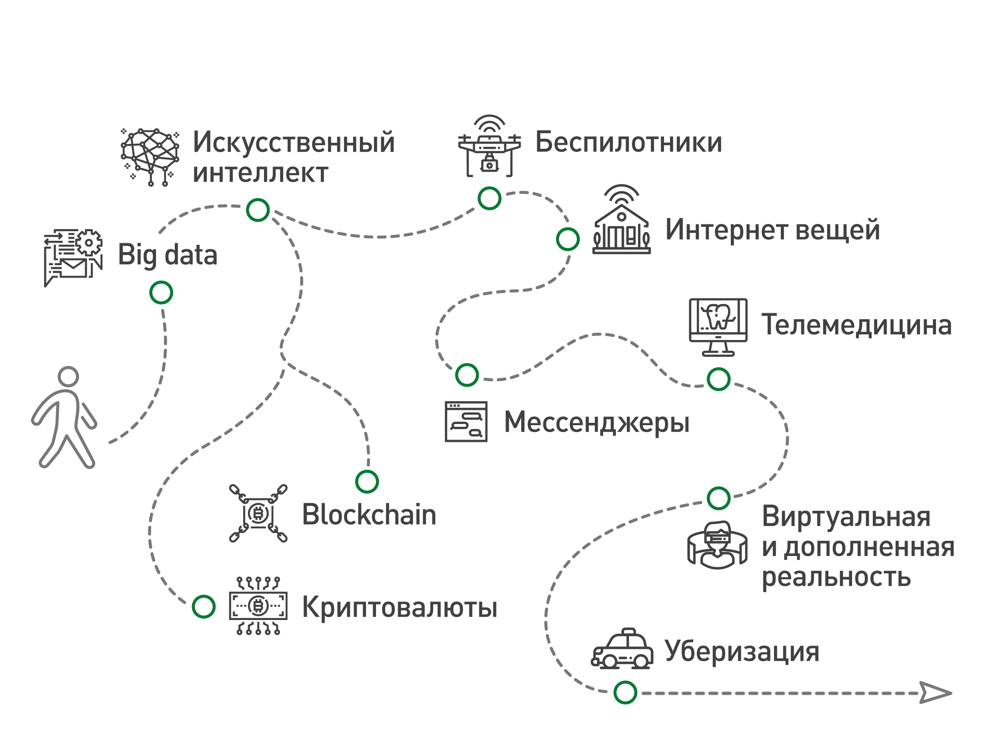 Искусственный
интеллект
Беспилотники
Интернет вещей
Big data
Телемедицина
Мессенджеры
Blockchain
Виртуальная
и дополненная
реальность
Криптовалюты
Уберизация